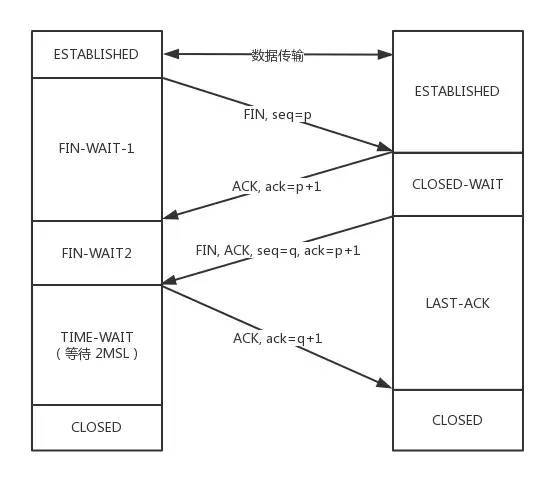 ESTABLISHED
数据传输
ESTABLISHED
FIN, seq=p
FIN-WAIT-1
ACK, ack=p+1
CLOSED-WAIT
FIN-WAIT2
FIN, ACK, seq=q, ack=p+1
LAST-ACK
TIME-WAIT
（等待 2MSL）
ACK, ack=q+1
CLOSED
CLOSED